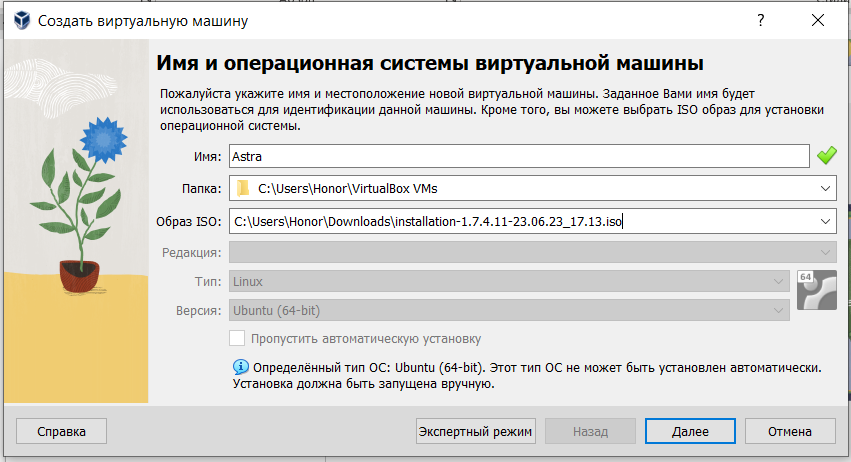 Создать виртуальную машину
Имя и операционная системы виртуальной машины
Пожалуйста укажите имя и местоположение новой виртуальной машины. Заданное Вами имя будет
использоваться для идентификации данной машины. Кроме того, вы можете выбрать ISO образ для установки
операционной системы.
Имя: Astra
Папка: C:\Users\Honor\VirtualBox VMs
Образ ISO: C:\Users\Honor\Downloads\installation-1.7.4.11-23.06.23_17.13.iso
Редакция:
Тип: Linux
64
Версия: Ubuntu (64-bit)
Пропустить автоматическую установку
Определённый тип ОС: Ubuntu (64-bit). Этот тип ОС не может быть установлен автоматически.
Установка должна быть запущена вручную.
Справка Экспертный режим Назад Далее Отмена